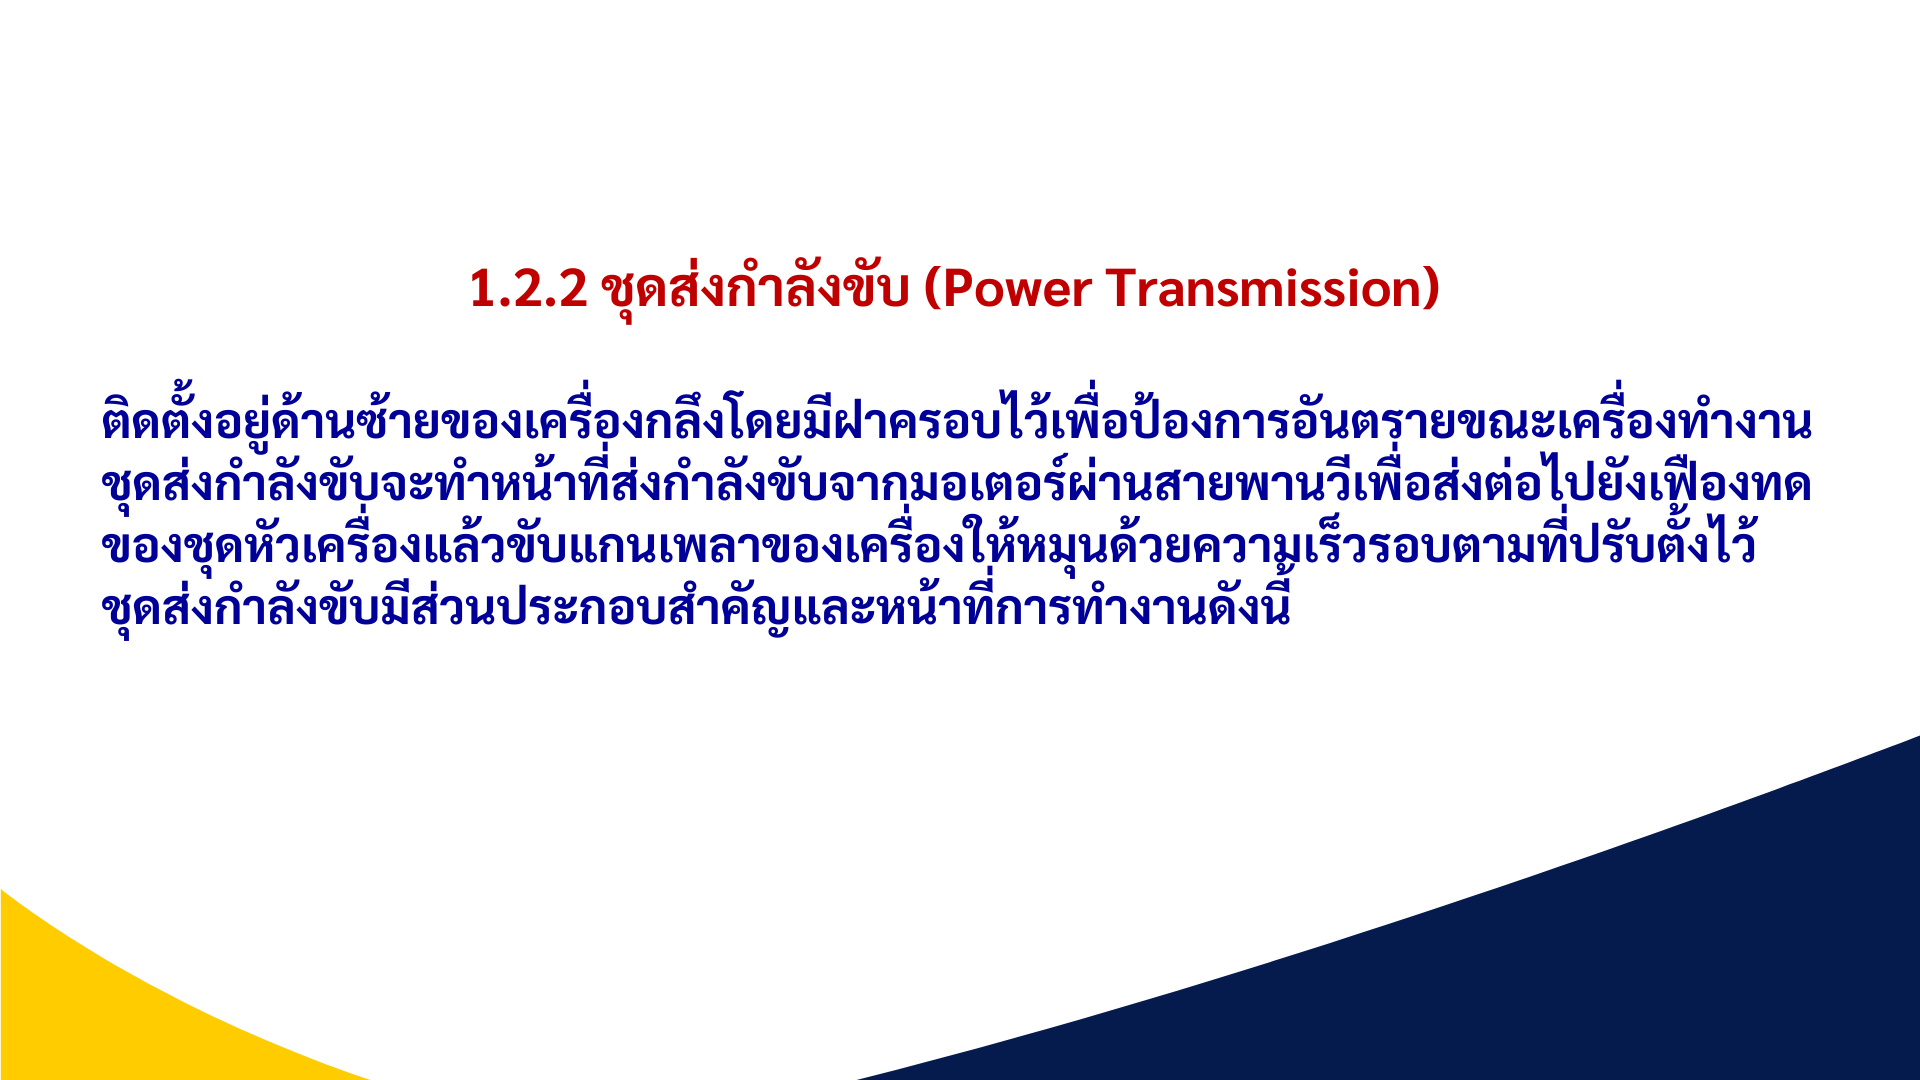 1.2.2 ชุดส่งกำลังขับ (Power Transmission)
ติดตั้งอยู่ด้านซ้ายของเครื่องกลึงโดยมีฝาครอบไว้เพื่อป้องการอันตรายขณะเครื่องทำงาน
ชุดส่งกำลังขับจะทำหน้าที่ส่งกำลังขับจากมอเตอร์ผ่านสายพานวีเพื่อส่งต่อไปยังเฟืองทด
ของชุดหัวเครื่องแล้วขับแกนเพลาของเครื่องให้หมุนด้วยความเร็วรอบตามที่ปรับตั้งไว้
ชุดส่งกำลังขับมีส่วนประกอบสำคัญและหน้าที่การทำงานดังนี้